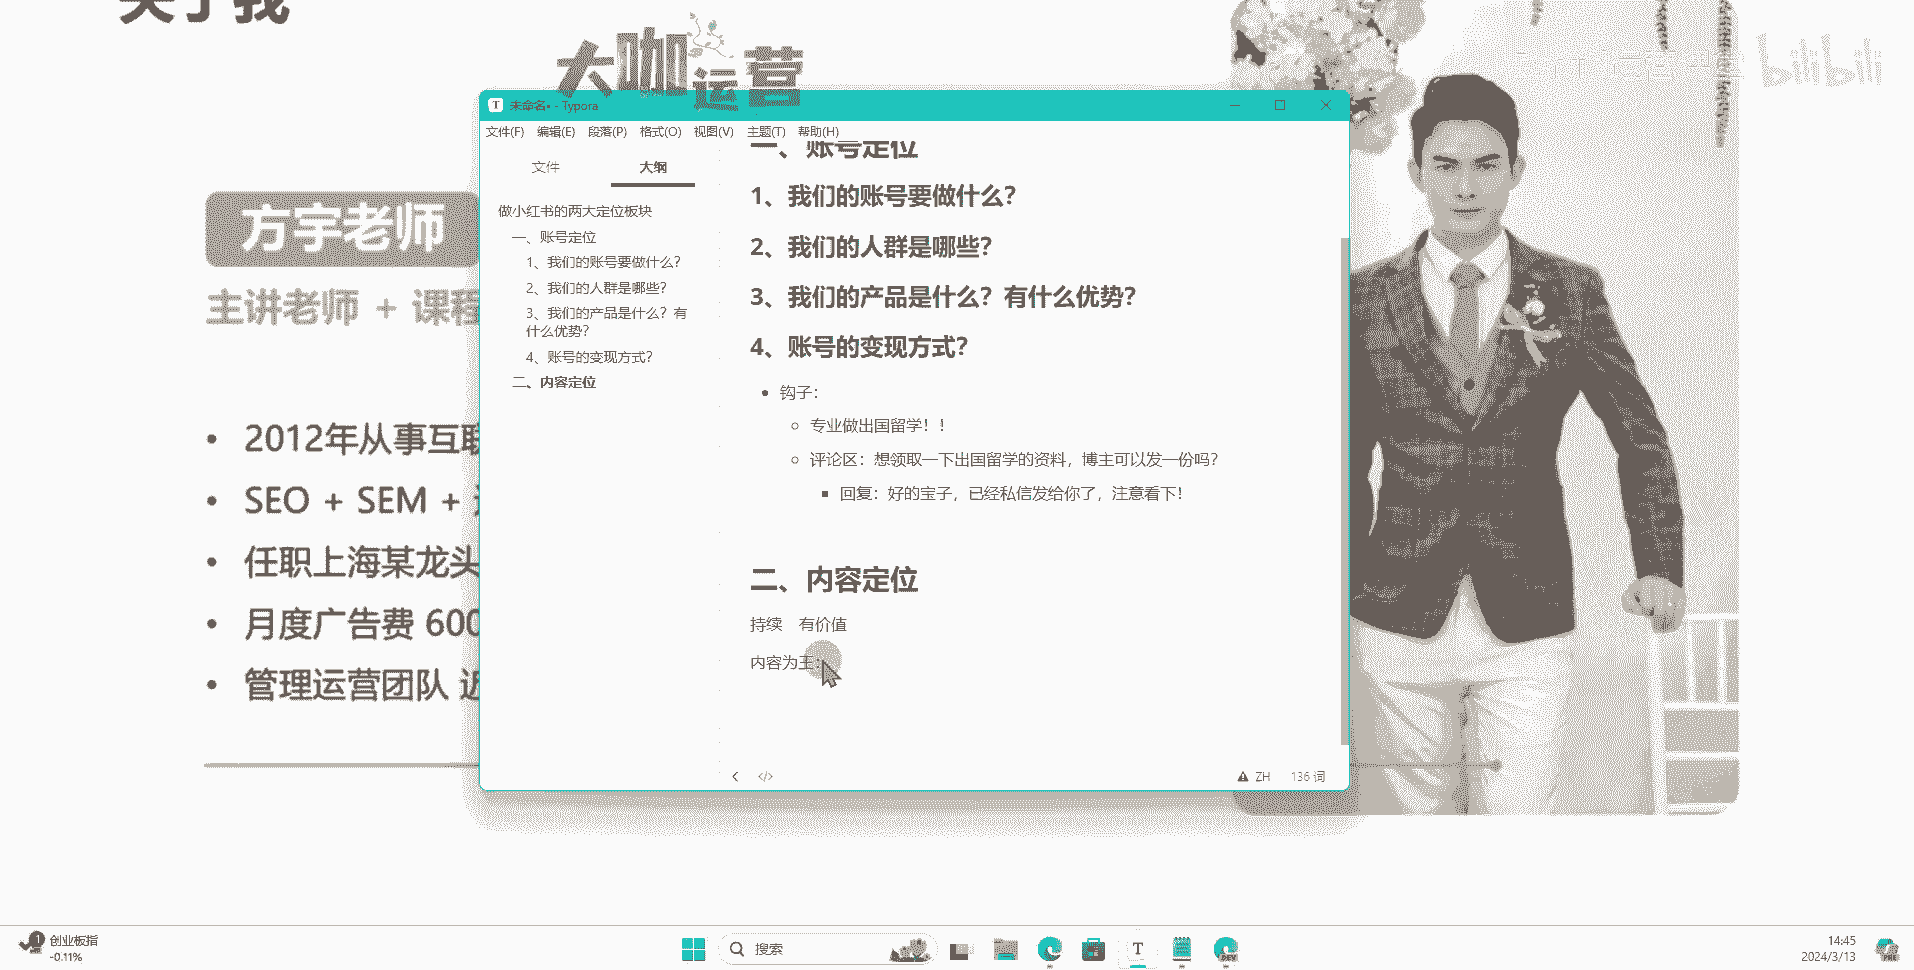 关于我
大咖运营
bilibili
方宇老师
主讲老师 + 课程
2012年从事互联
SEO + SEM +
任职上海某龙头
月度广告费 600
管理运营团队 近
未命名• - Typora
文件(F) 编辑(E) 段落(P) 格式(O) 视图(V) 主题(T) 帮助(H)
文件 大纲
做小红书的两大定位板块
一、账号定位
1、我们的账号要做什么？
2、我们的人群是哪些？
3、我们的产品是什么？有
什么优势？
4、账号的变现方式？
二、内容定位
一、账号定位
1、我们的账号要做什么？
2、我们的人群是哪些？
3、我们的产品是什么？有什么优势？
4、账号的变现方式？
钩子：
专业做出国留学！！
评论区：想领取一下出国留学的资料，博主可以发一份吗？
回复：好的宝子，已经私信发给你了，注意看下！
二、内容定位
持续 有价值
内容为王：
ZH 136 词
1 创业板指
-0.11%
搜索
T
DEV
14:45
2024/3/13
PRE